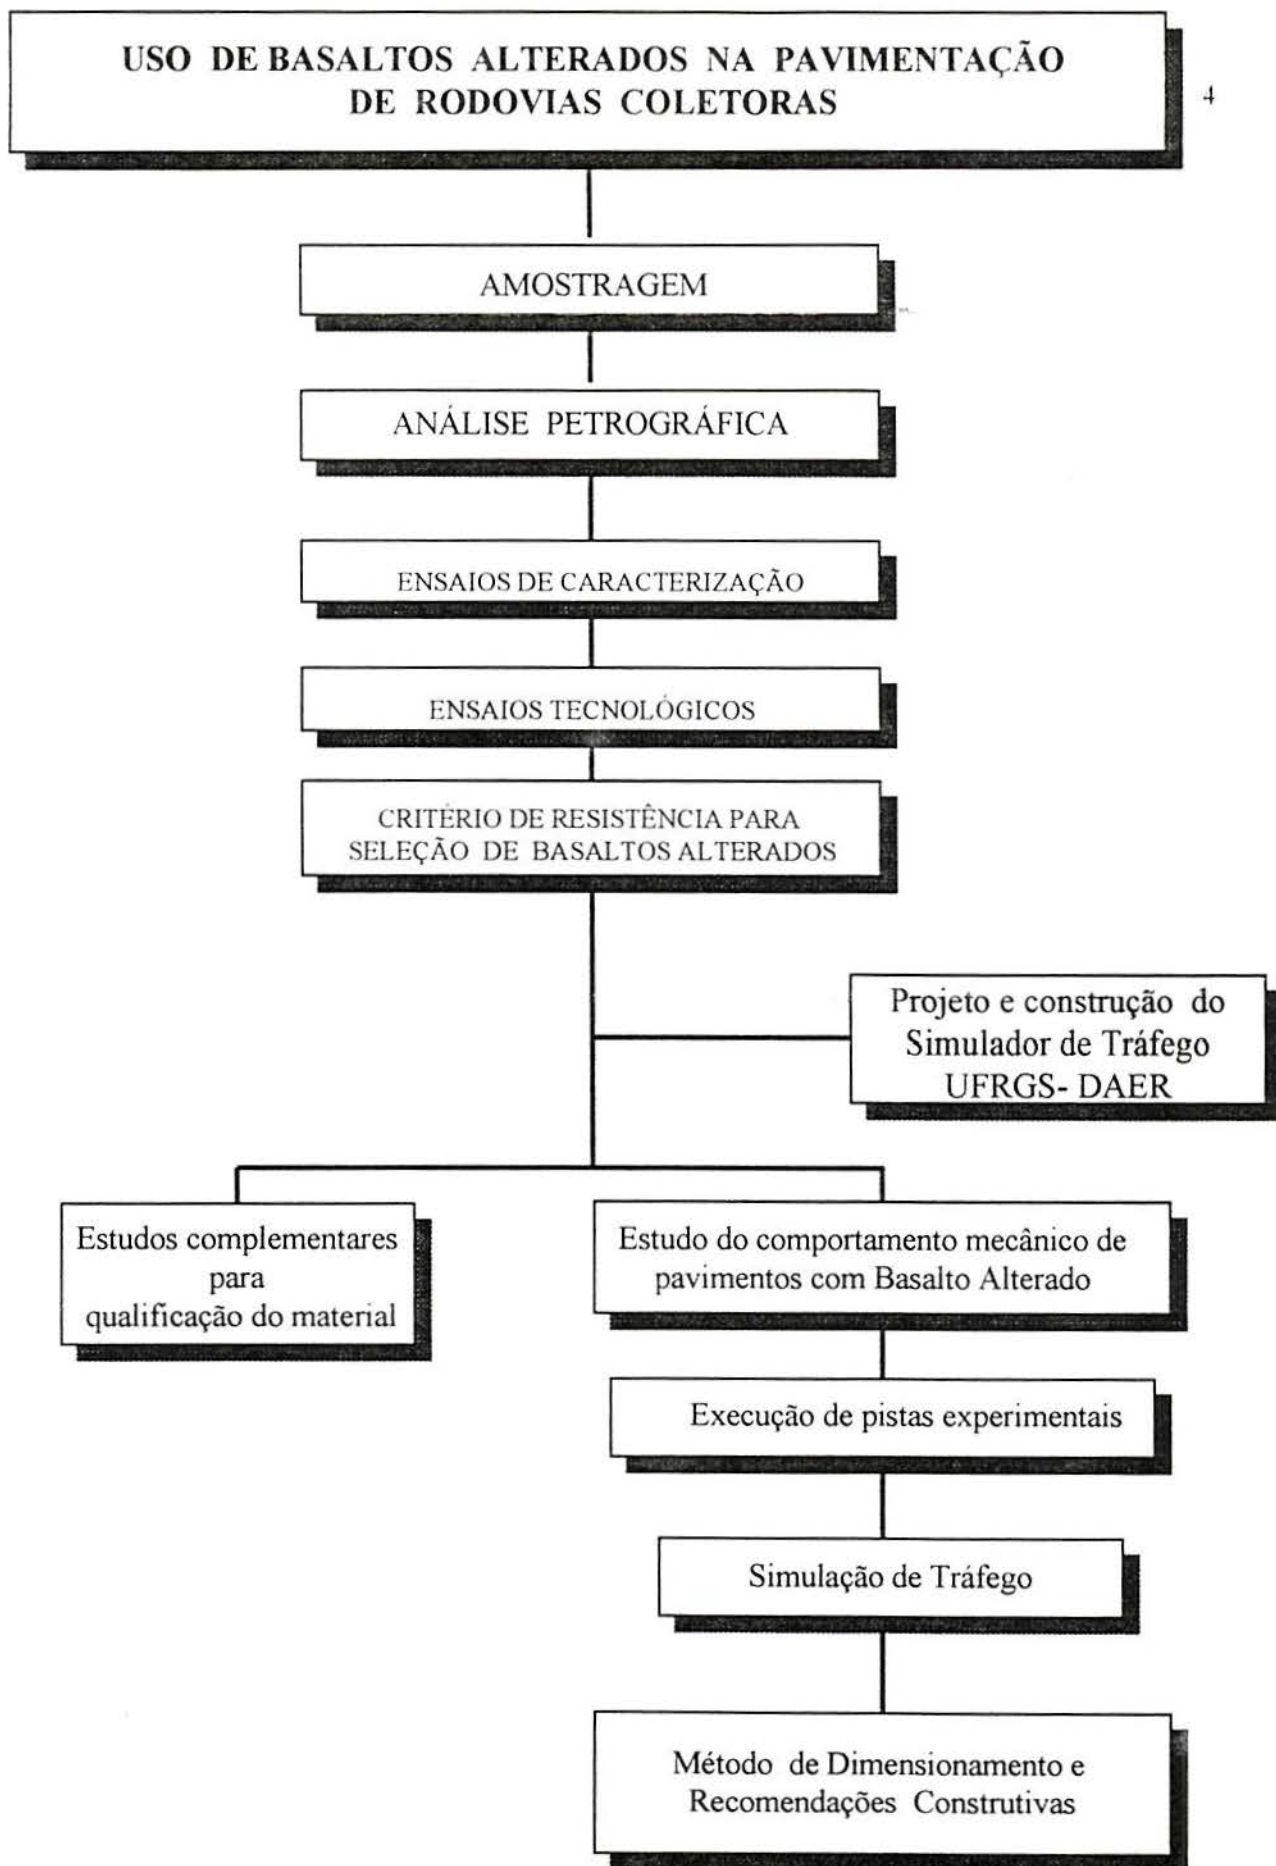 USO DE BASALTOS ALTERADOS NA PAVIMENTAÇÃO
DE RODOVIAS COLETORAS
4
AMOSTRAGEM
ANÁLISE PETROGRÁFICA
ENSAIOS DE CARACTERIZAÇÃO
ENSAIOS TECNOLÓGICOS
CRITÉRIO DE RESISTÊNCIA PARA
SELEÇÃO DE BASALTOS ALTERADOS
Projeto e construção do
Simulador de Tráfego
UFRGS- DAER
Estudos complementares
para
qualificação do material
Estudo do comportamento mecânico de
pavimentos com Basalto Alterado
Execução de pistas experimentais
Simulação de Tráfego
Método de Dimensionamento e
Recomendações Construtivas